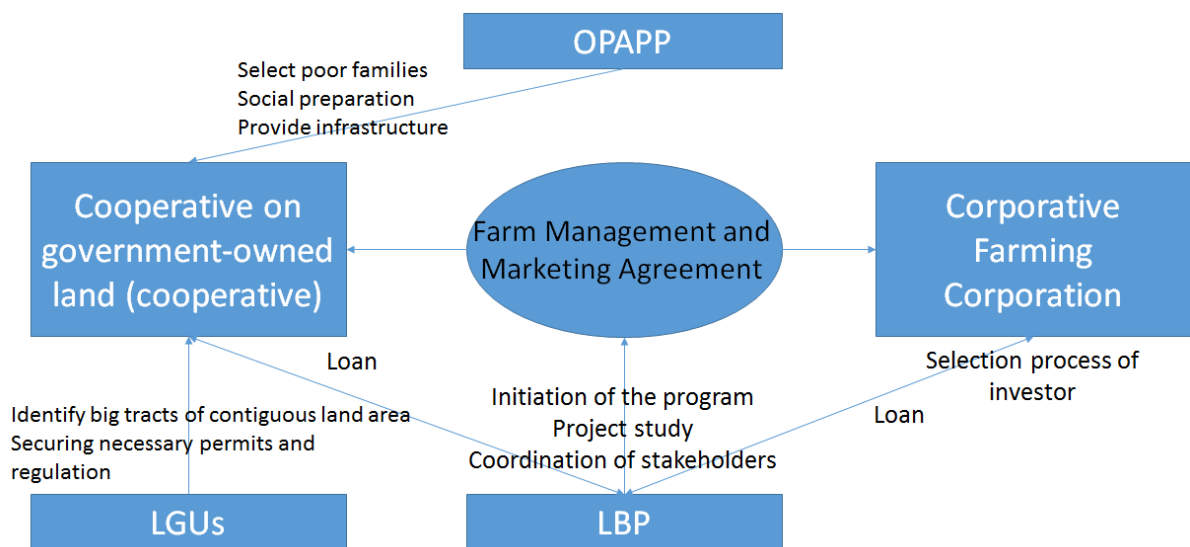 OPAPP
Select poor families
Social preparation
Provide infrastructure
Cooperative on
government-owned
land (cooperative)
Farm Management and
Marketing Agreement
Corporative
Farming
Corporation
Loan
Identify big tracts of contiguous land area
Securing necessary permits and
regulation
Initiation of the program
Project study
Coordination of stakeholders
Selection process of
investor
Loan
LGUs
LBP